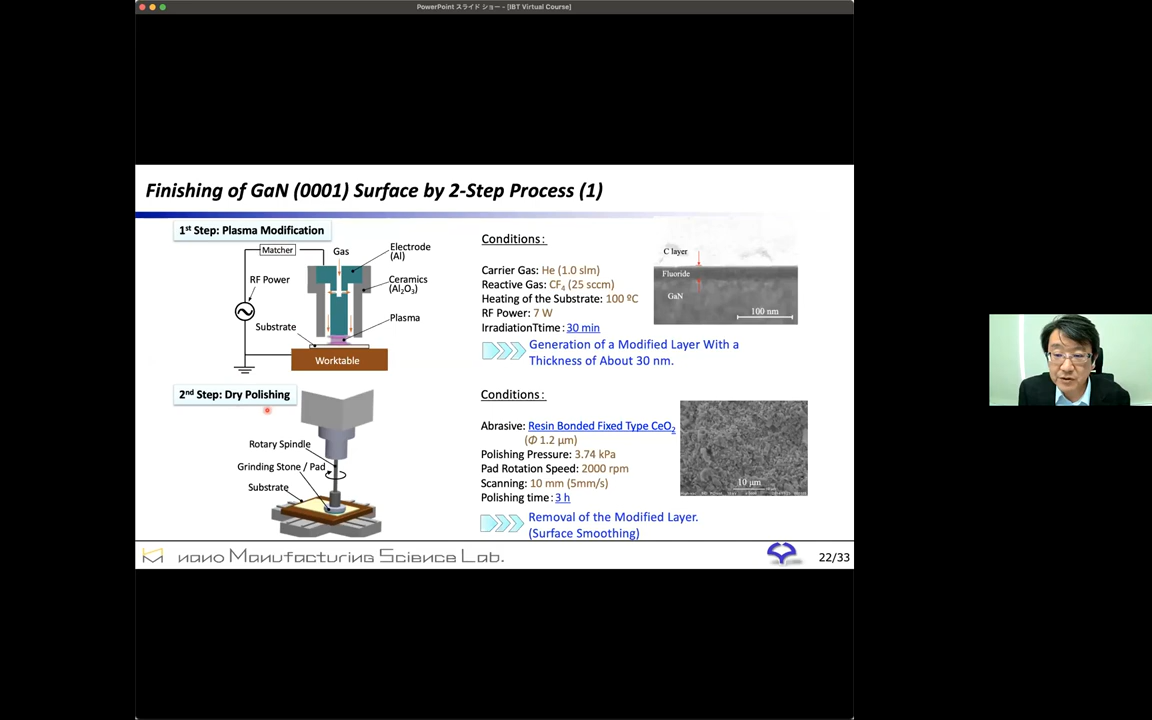 PowerPoint スライド ショー - [IBT Virtual Course]
Finishing of GaN (0001) Surface by 2-Step Process (1)
1st Step: Plasma Modification
Matcher
Gas
Electrode
(Al)
RF Power
Ceramics
(Al2O3)
Plasma
Substrate
Worktable
Conditions:
Carrier Gas: He (1.0 slm)
Reactive Gas: CF4 (25 sccm)
Heating of the Substrate: 100 ºC
RF Power: 7 W
IrradiationTtime: 30 min
Generation of a Modified Layer With a
Thickness of About 30 nm.
C layer
Fluoride
GaN
100 nm
2nd Step: Dry Polishing
Rotary Spindle
Grinding Stone / Pad
Substrate
Conditions:
Abrasive: Resin Bonded Fixed Type CeO2
(Φ 1.2 μm)
Polishing Pressure: 3.74 kPa
Pad Rotation Speed: 2000 rpm
Scanning: 10 mm (5mm/s)
Polishing time: 3 h
Removal of the Modified Layer.
(Surface Smoothing)
10 μm
nano Manufacturing Science Lab.
22/33